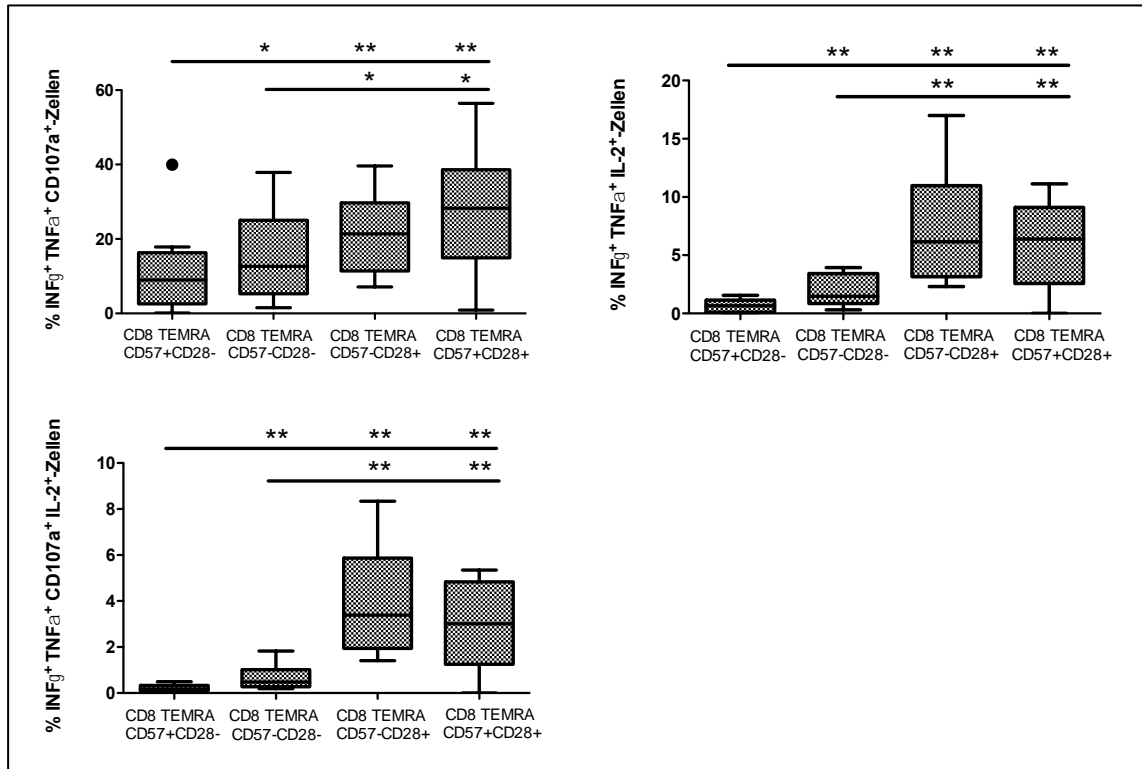 * ** **
* *
% INFg+ TNFa+ CD107a+-Zellen
60
40
20
0
CD8 TEMRA CD8 TEMRA CD8 TEMRA CD8 TEMRA
CD57+CD28- CD57-CD28- CD57-CD28+ CD57+CD28+
** ** **
** **
% INFg+ TNFa+ IL-2+-Zellen
20
15
10
5
0
CD8 TEMRA CD8 TEMRA CD8 TEMRA CD8 TEMRA
CD57+CD28- CD57-CD28- CD57-CD28+ CD57+CD28+
** ** **
** **
% INFg+ TNFa+ CD107a+ IL-2+-Zellen
10
8
6
4
2
0
CD8 TEMRA CD8 TEMRA CD8 TEMRA CD8 TEMRA
CD57+CD28- CD57-CD28- CD57-CD28+ CD57+CD28+